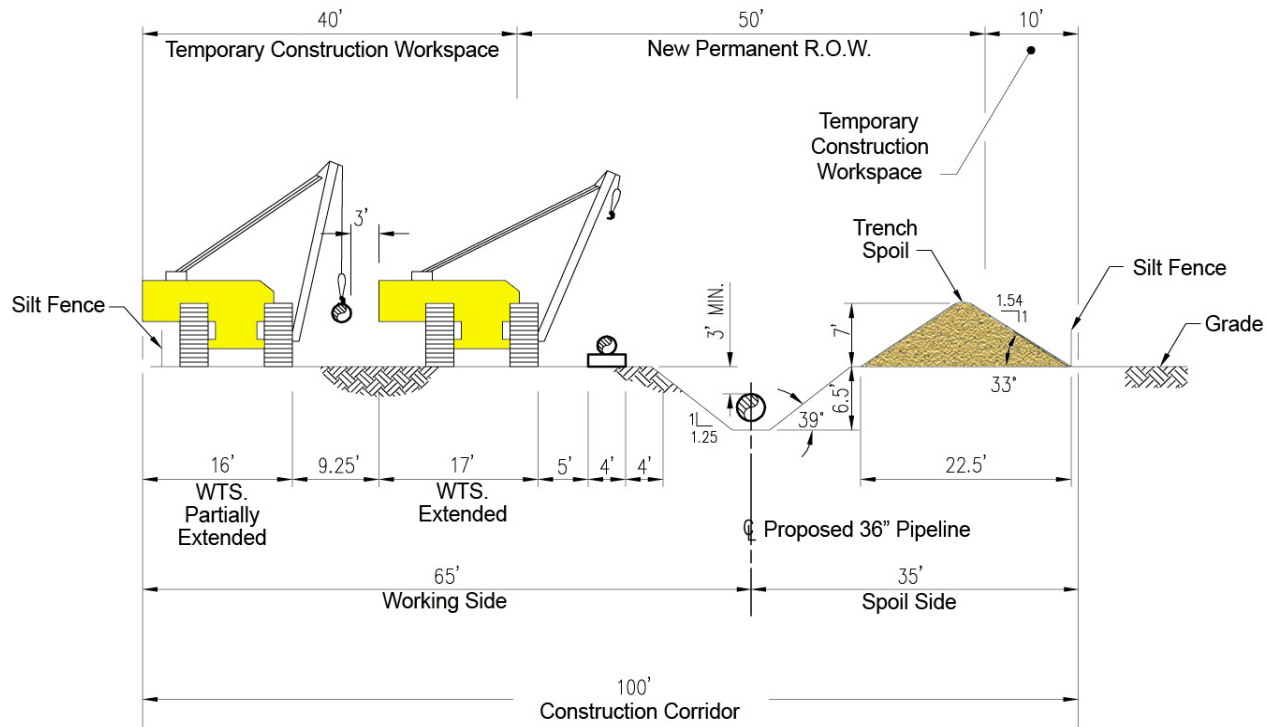 40’
50’
10’
Temporary Construction Workspace
New Permanent R.O.W.
Temporary
Construction
Workspace
3’
Trench
Spoil
Silt Fence
Silt Fence
3’ MIN.
7’
1.54
1
Grade
33°
6.5’
39°
1
1.25
16’
9.25’
17’
5’
4’
4’
22.5’
WTS.
Partially
Extended
WTS.
Extended
℄ Proposed 36” Pipeline
65’
35’
Working Side
Spoil Side
100’
Construction Corridor